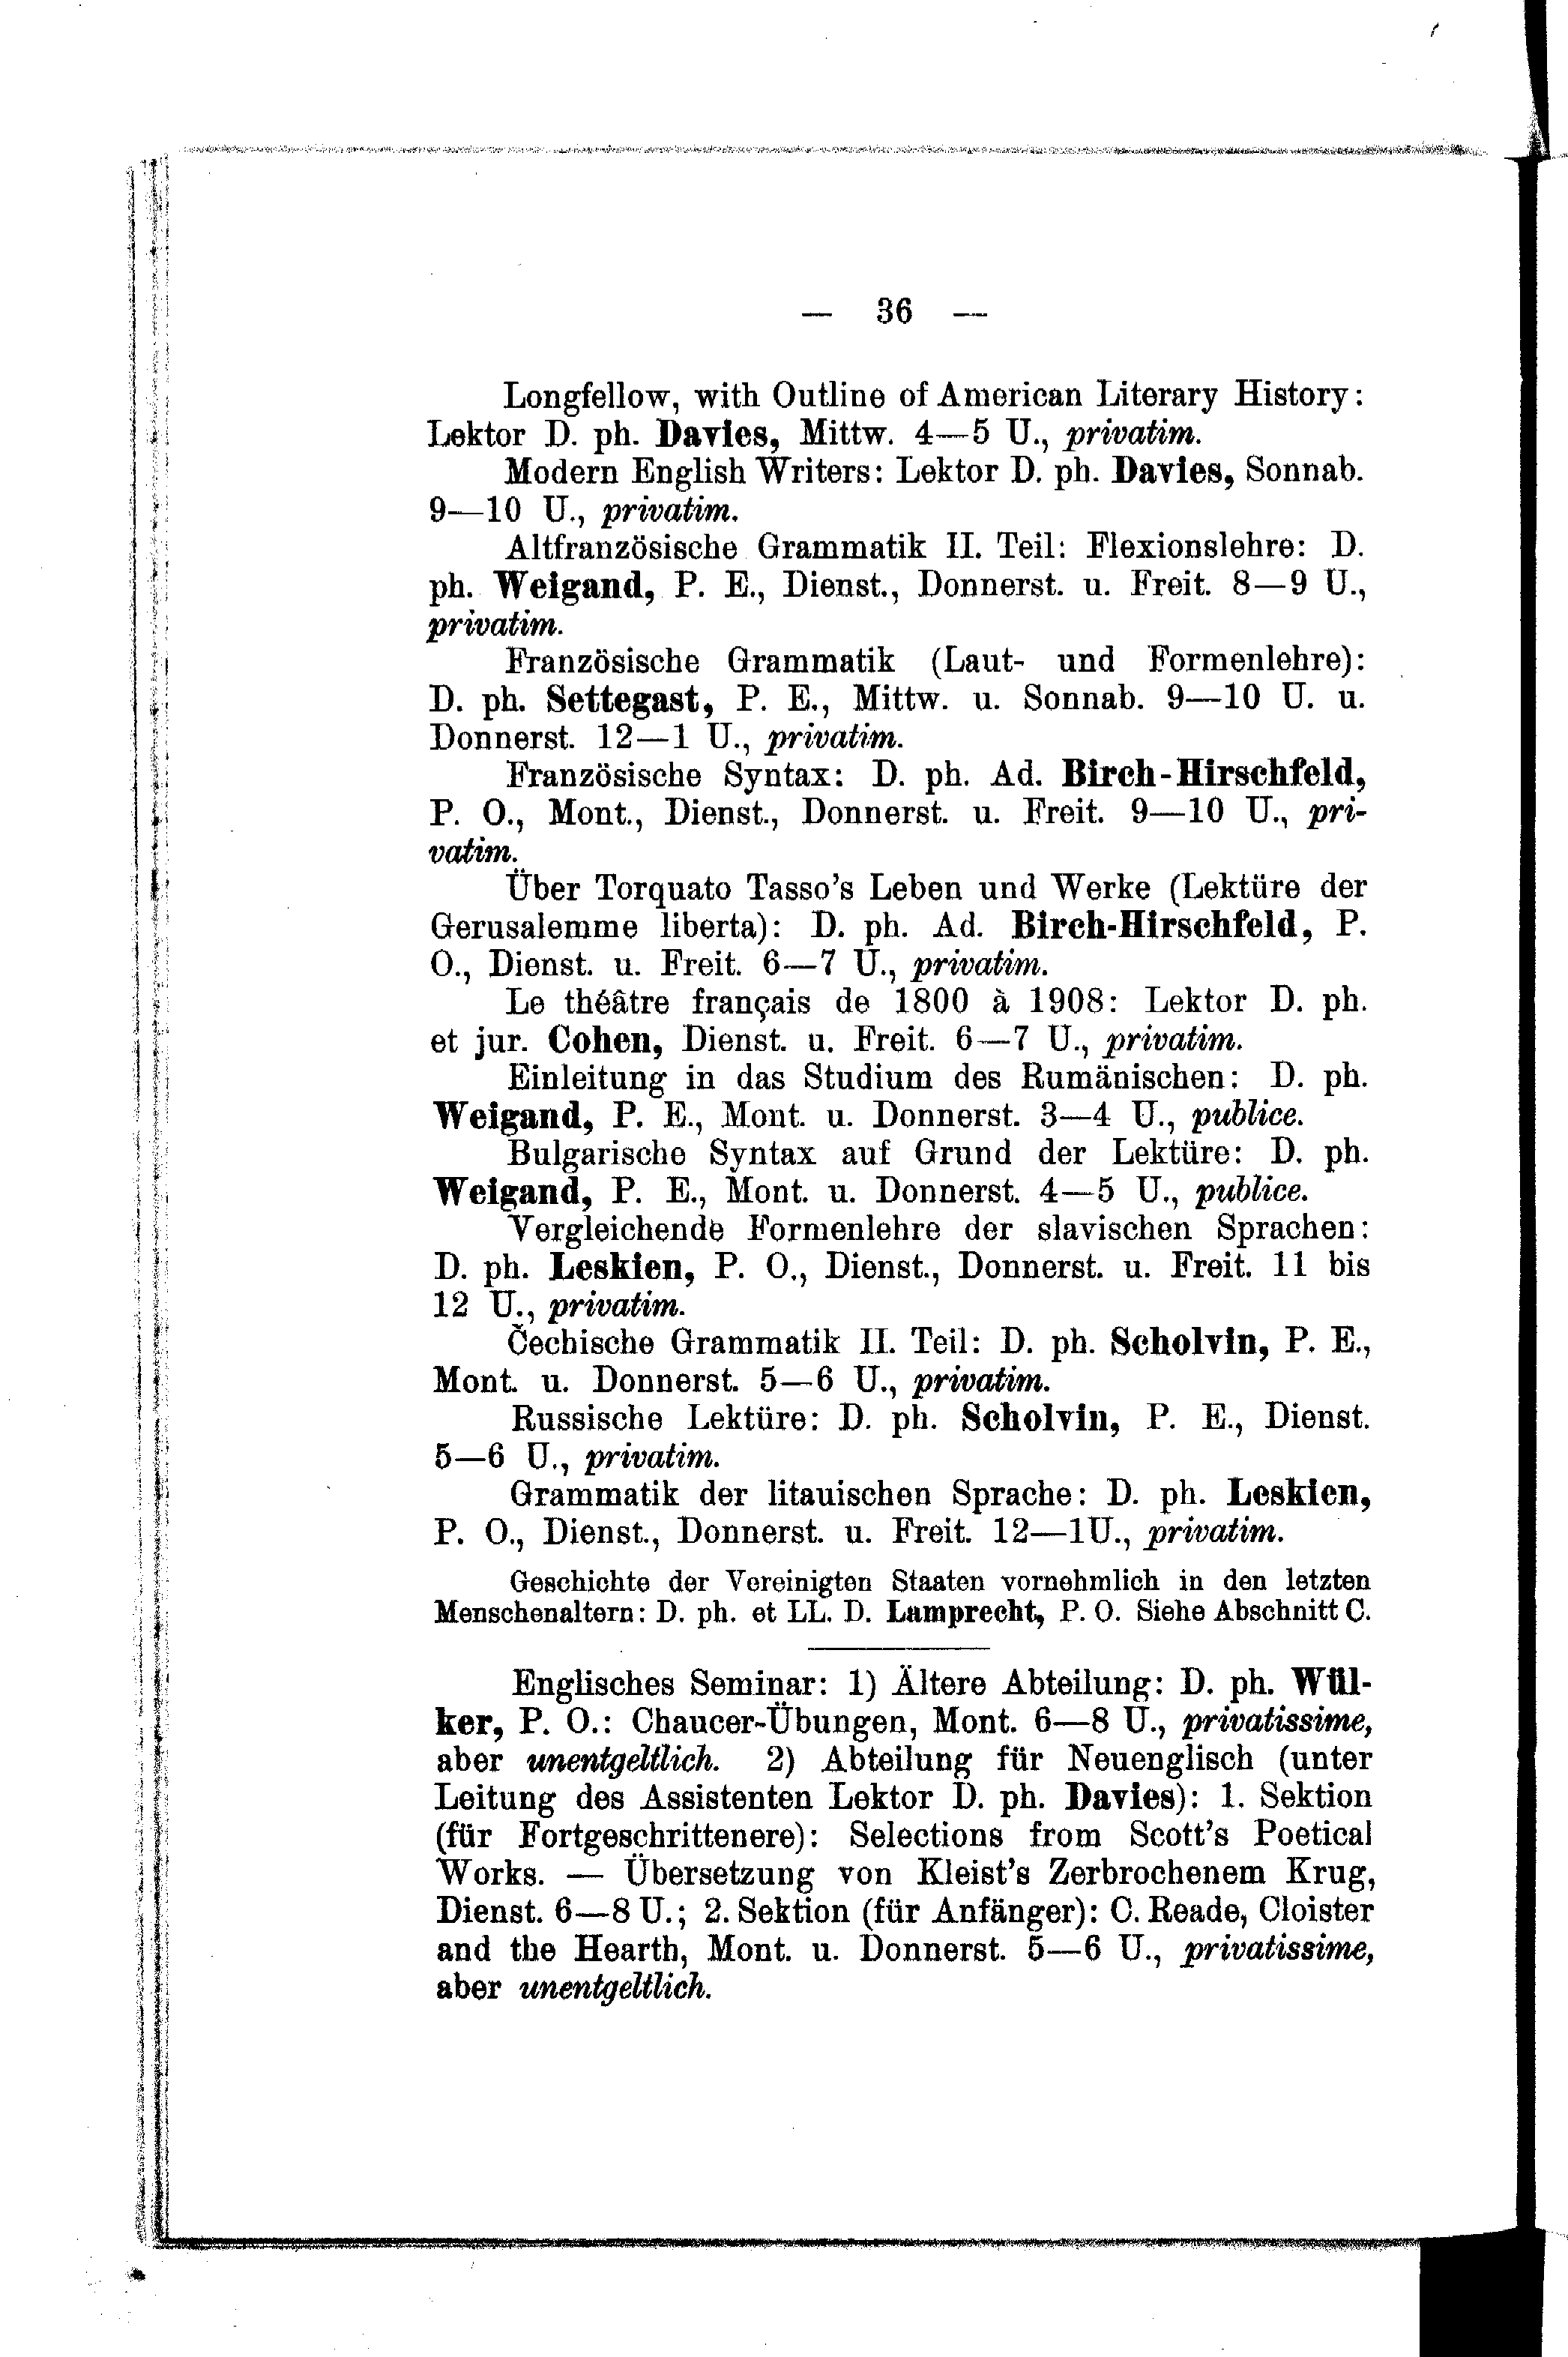 — 36 —
Longfellow, with Outline of American Literary History:
Lektor D. ph. Davies, Mittw. 4—5 U., privatim.
Modern English Writers: Lektor D. ph. Davies, Sonnab.
9—10 U., privatim.
Altfranzösische Grammatik II. Teil: Flexionslehre: D.
ph. Weigand, P. E., Dienst., Donnerst. u. Freit. 8—9 U.,
privatim.
Französische Grammatik (Laut- und Formenlehre):
D. ph. Settegast, P. E., Mittw. u. Sonnab. 9—10 U. u.
Donnerst. 12—1 U., privatim.
Französische Syntax: D. ph. Ad. Birch-Hirschfeld,
P. O., Mont., Dienst., Donnerst. u. Freit. 9—10 U., pri-
vatim.
Über Torquato Tasso's Leben und Werke (Lektüre der
Gerusalemme liberta): D. ph. Ad. Birch-Hirschfeld, P.
O., Dienst. u. Freit. 6—7 U., privatim.
Le théâtre français de 1800 à 1908: Lektor D. ph.
et jur. Cohen, Dienst. u. Freit. 6—7 U., privatim.
Einleitung in das Studium des Rumänischen: D. ph.
Weigand, P. E., Mont. u. Donnerst. 3—4 U., publice.
Bulgarische Syntax auf Grund der Lektüre: D. ph.
Weigand, P. E., Mont. u. Donnerst. 4—5 U., publice.
Vergleichende Formenlehre der slavischen Sprachen:
D. ph. Leskien, P. O., Dienst., Donnerst. u. Freit. 11 bis
12 U., privatim.
Čechische Grammatik II. Teil: D. ph. Scholvin, P. E.,
Mont. u. Donnerst. 5—6 U., privatim.
Russische Lektüre: D. ph. Scholvin, P. E., Dienst.
5—6 U., privatim.
Grammatik der litauischen Sprache: D. ph. Leskien,
P. O., Dienst., Donnerst. u. Freit. 12—1U., privatim.
Geschichte der Vereinigten Staaten vornehmlich in den letzten
Menschenaltern: D. ph. et LL. D. Lamprecht, P. O. Siehe Abschnitt C.
Englisches Seminar: 1) Ältere Abteilung: D. ph. Wül-
ker, P. O.: Chaucer-Übungen, Mont. 6—8 U., privatissime,
aber unentgeltlich. 2) Abteilung für Neuenglisch (unter
Leitung des Assistenten Lektor D. ph. Davies): 1. Sektion
(für Fortgeschrittenere): Selections from Scott's Poetical
Works. — Übersetzung von Kleist's Zerbrochenem Krug,
Dienst. 6—8 U.; 2. Sektion (für Anfänger): C. Reade, Cloister
and the Hearth, Mont. u. Donnerst. 5—6 U., privatissime,
aber unentgeltlich.